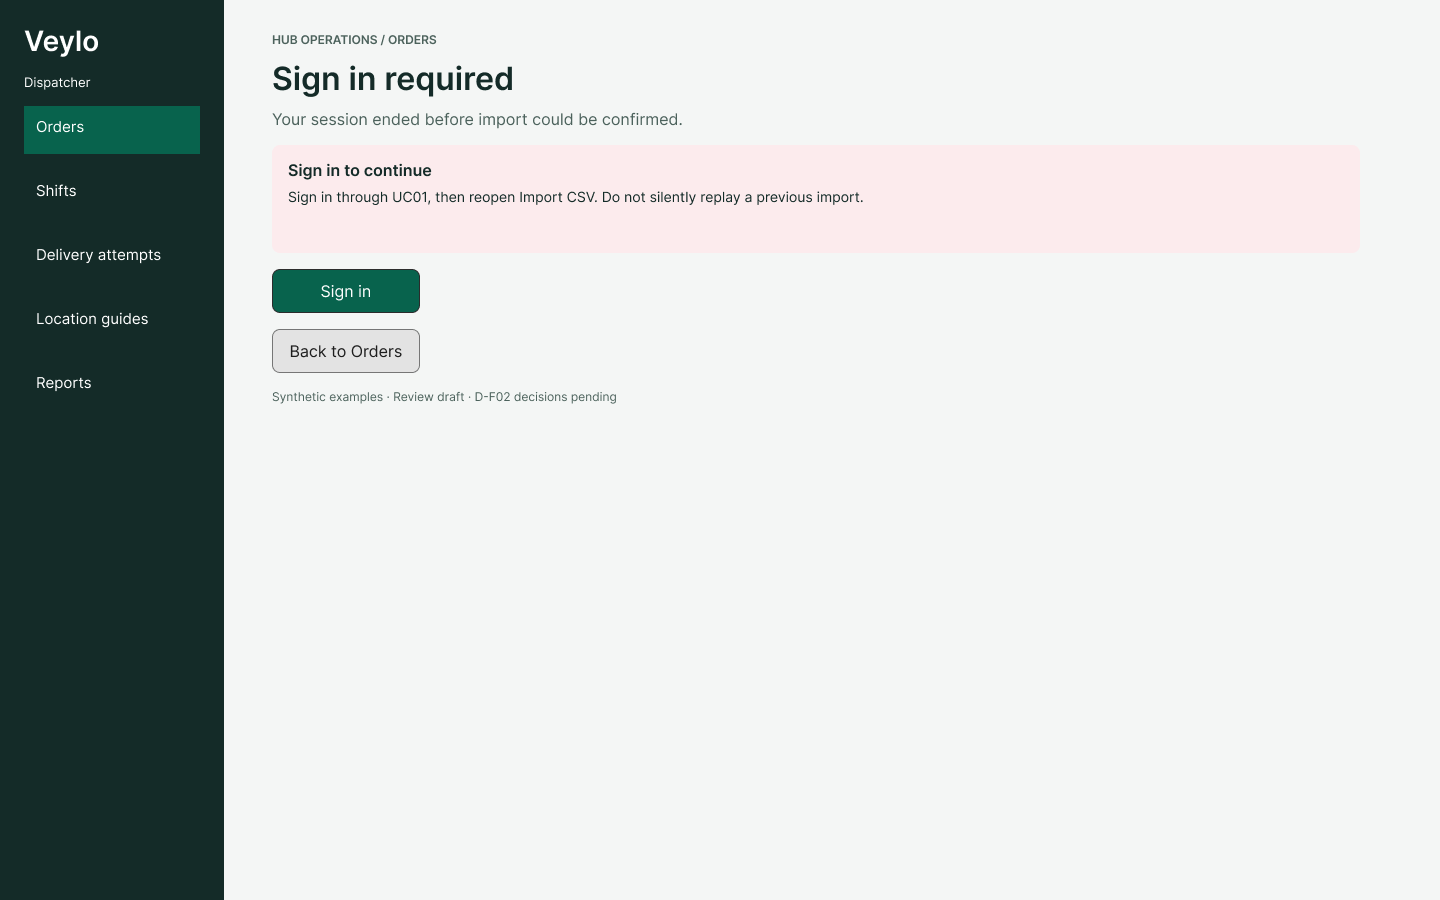 Veylo
Dispatcher
Orders
Shifts
Delivery attempts
Location guides
Reports
HUB OPERATIONS / ORDERS
Sign in required
Your session ended before import could be confirmed.
Sign in to continue
Sign in through UC01, then reopen Import CSV. Do not silently replay a previous import.
Sign in
Back to Orders
Synthetic examples · Review draft · D-F02 decisions pending